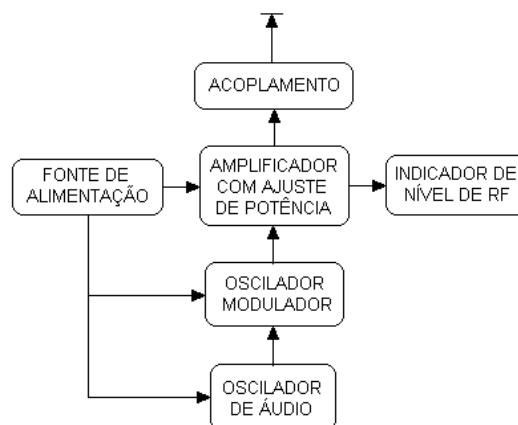 ACOPLAMENTO
FONTE DE
ALIMENTAÇÃO
AMPLIFICADOR
COM AJUSTE
DE POTÊNCIA
INDICADOR DE
NÍVEL DE RF
OSCILADOR
MODULADOR
OSCILADOR
DE ÁUDIO